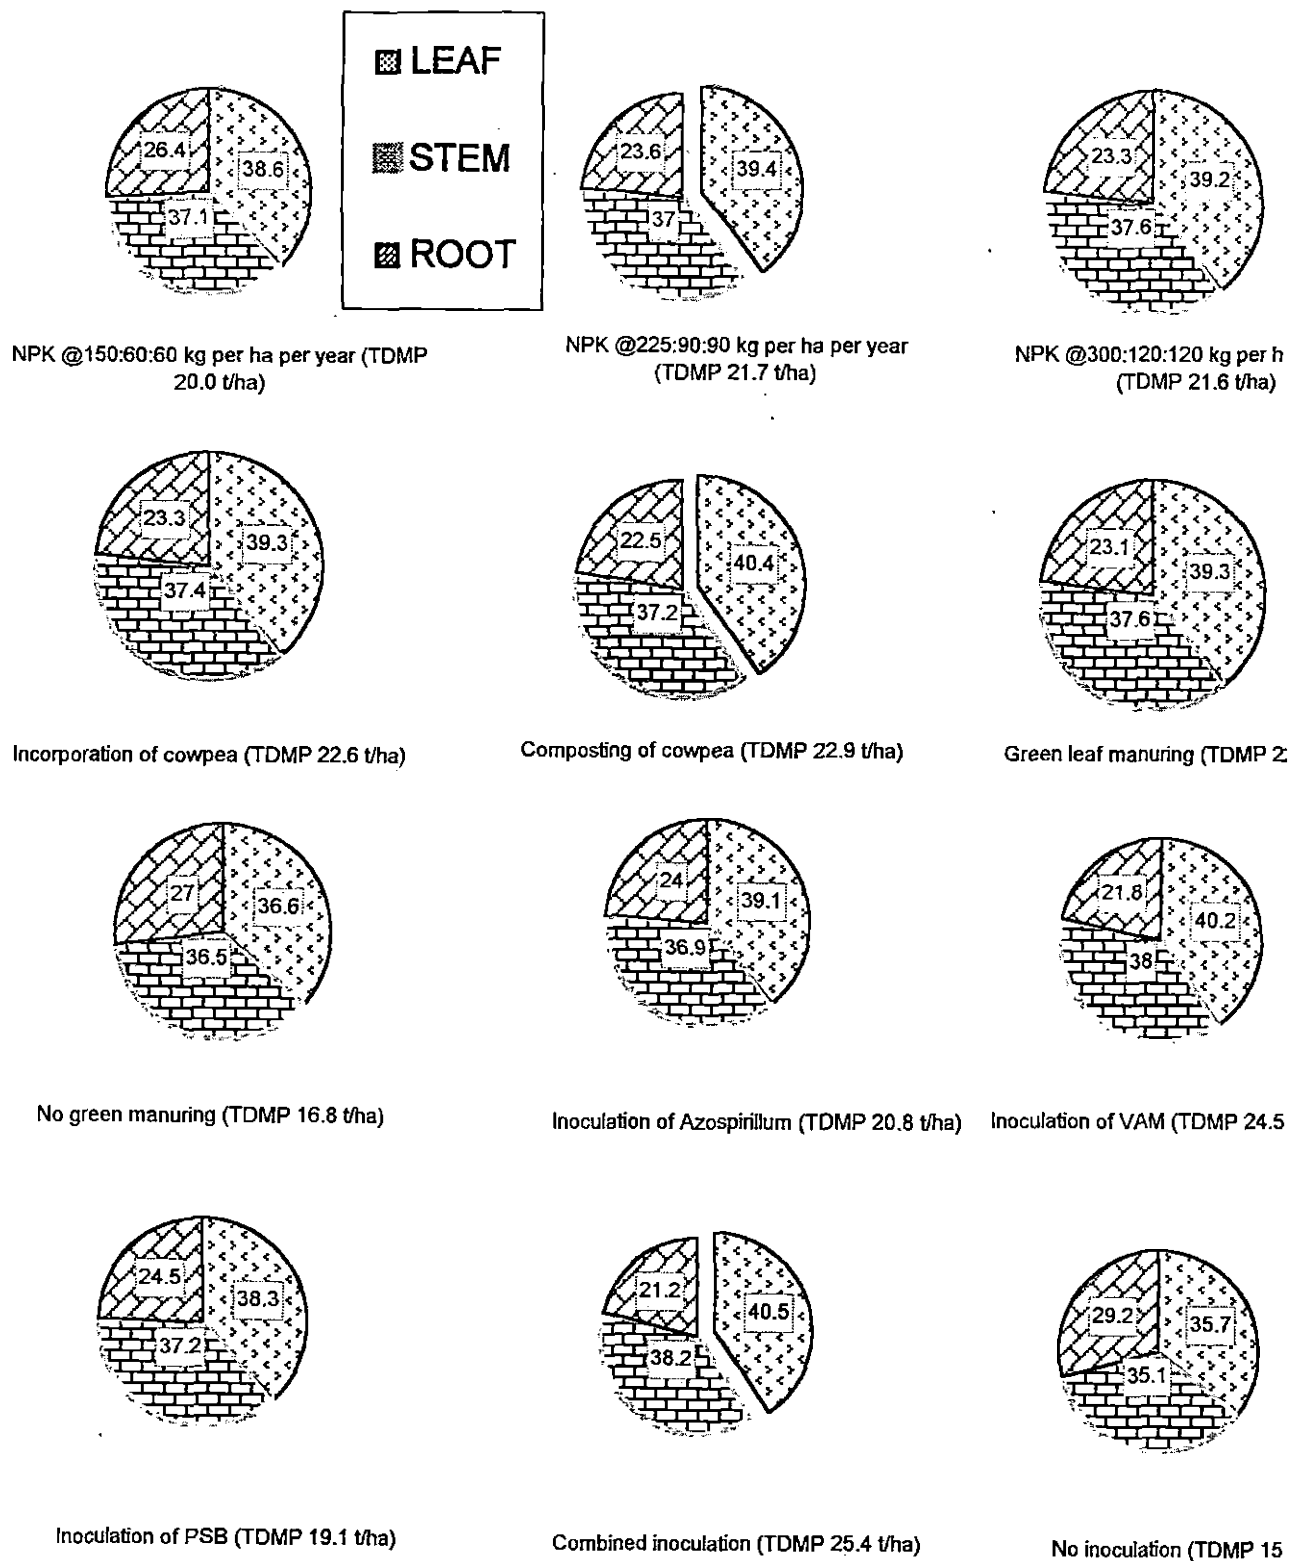 LEAF
STEM
ROOT
26.4
38.6
37.1
NPK @150:60:60 kg per ha per year (TDMP
20.0 t/ha)
23.6
39.4
37
NPK @225:90:90 kg per ha per year
(TDMP 21.7 t/ha)
23.3
39.2
37.6
NPK @300:120:120 kg per h
(TDMP 21.6 t/ha)
23.3
39.3
37.4
Incorporation of cowpea (TDMP 22.6 t/ha)
22.5
40.4
37.2
Composting of cowpea (TDMP 22.9 t/ha)
23.1
39.3
37.6
Green leaf manuring (TDMP 2
27
36.6
36.5
No green manuring (TDMP 16.8 t/ha)
24
39.1
36.9
Inoculation of Azospirillum (TDMP 20.8 t/ha)
21.8
40.2
38
Inoculation of VAM (TDMP 24.5
24.5
38.3
37.2
Inoculation of PSB (TDMP 19.1 t/ha)
21.2
40.5
38.2
Combined inoculation (TDMP 25.4 t/ha)
29.2
35.7
35.1
No inoculation (TDMP 15